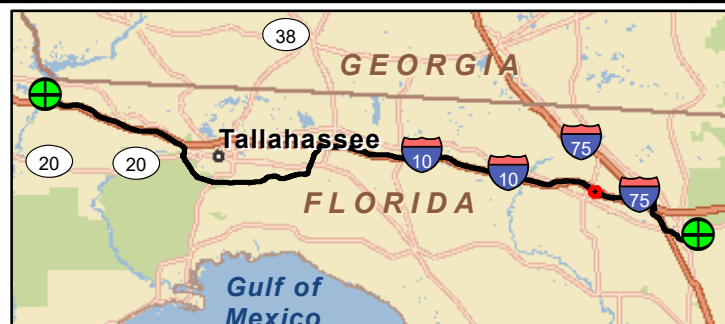 38
GEORGIA
Tallahassee
75
10
20
20
10
75
FLORIDA
Gulf of
Mexico